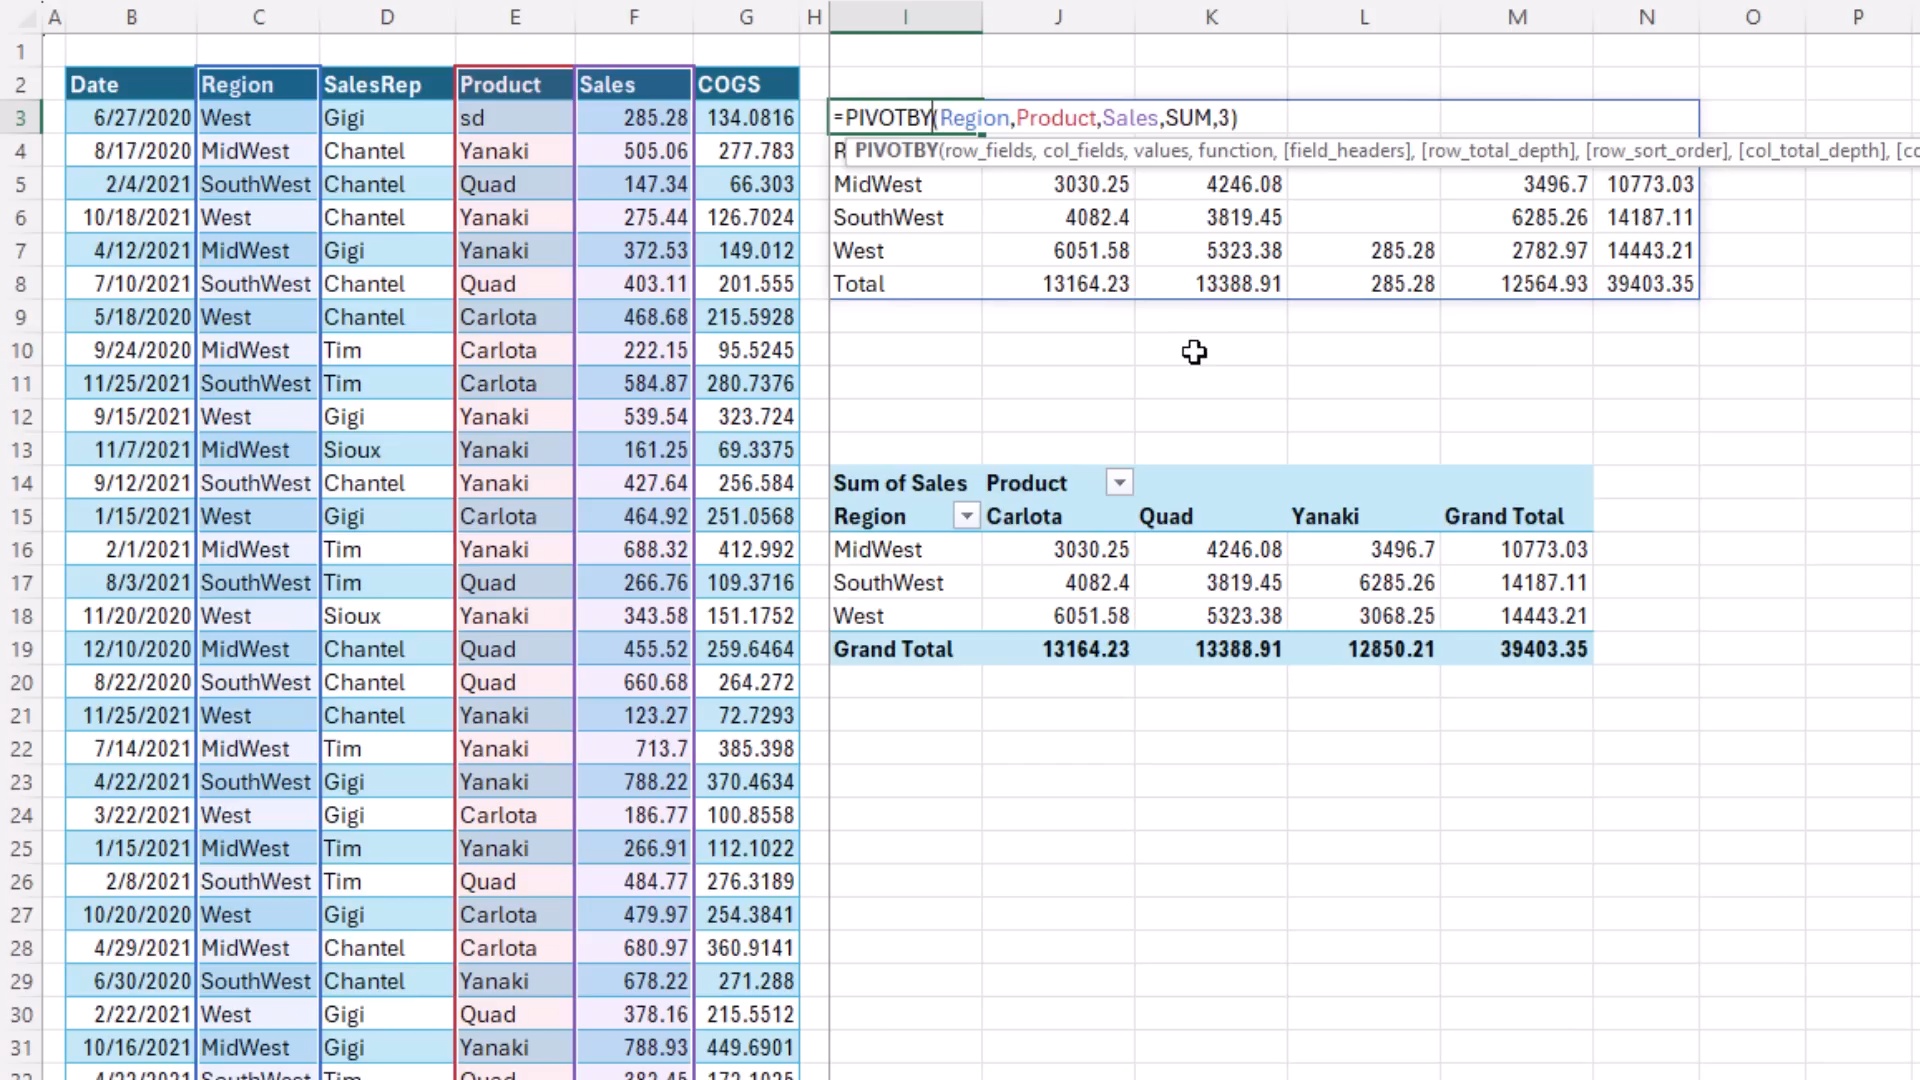 A B C D E F G H I J K L M N O P
1
2 Date Region SalesRep Product Sales COGS
3 6/27/2020 West Gigi sd 285.28 134.0816 =PIVOTBY(Region,Product,Sales,SUM,3)
4 8/17/2020 MidWest Chantel Yanaki 505.06 277.783 R PIVOTBY(row_fields, col_fields, values, function, [field_headers], [row_total_depth], [row_sort_order], [col_total_depth], [cc
5 2/4/2021 SouthWest Chantel Quad 147.34 66.303 MidWest 3030.25 4246.08 3496.7 10773.03
6 10/18/2021 West Chantel Yanaki 275.44 126.7024 SouthWest 4082.4 3819.45 6285.26 14187.11
7 4/12/2021 MidWest Gigi Yanaki 372.53 149.012 West 6051.58 5323.38 285.28 2782.97 14443.21
8 7/10/2021 SouthWest Chantel Quad 403.11 201.555 Total 13164.23 13388.91 285.28 12564.93 39403.35
9 5/18/2020 West Chantel Carlota 468.68 215.5928
10 9/24/2020 MidWest Tim Carlota 222.15 95.5245
11 11/25/2021 SouthWest Tim Carlota 584.87 280.7376
12 9/15/2021 West Gigi Yanaki 539.54 323.724
13 11/7/2021 MidWest Sioux Yanaki 161.25 69.3375
14 9/12/2021 SouthWest Chantel Yanaki 427.64 256.584 Sum of Sales Product
15 1/15/2021 West Gigi Carlota 464.92 251.0568 Region Carlota Quad Yanaki Grand Total
16 2/1/2021 MidWest Tim Yanaki 688.32 412.992 MidWest 3030.25 4246.08 3496.7 10773.03
17 8/3/2021 SouthWest Tim Quad 266.76 109.3716 SouthWest 4082.4 3819.45 6285.26 14187.11
18 11/20/2020 West Sioux Yanaki 343.58 151.1752 West 6051.58 5323.38 3068.25 14443.21
19 12/10/2020 MidWest Chantel Quad 455.52 259.6464 Grand Total 13164.23 13388.91 12850.21 39403.35
20 8/22/2020 SouthWest Chantel Quad 660.68 264.272
21 11/25/2021 West Chantel Yanaki 123.27 72.7293
22 7/14/2021 MidWest Tim Yanaki 713.7 385.398
23 4/22/2021 SouthWest Gigi Yanaki 788.22 370.4634
24 3/22/2021 West Gigi Carlota 186.77 100.8558
25 1/15/2021 MidWest Tim Yanaki 266.91 112.1022
26 2/8/2021 SouthWest Tim Quad 484.77 276.3189
27 10/20/2020 West Gigi Carlota 479.97 254.3841
28 4/29/2021 MidWest Chantel Carlota 680.97 360.9141
29 6/30/2020 SouthWest Chantel Yanaki 678.22 271.288
30 2/22/2021 West Gigi Quad 378.16 215.5512
31 10/16/2021 MidWest Gigi Yanaki 788.93 449.6901